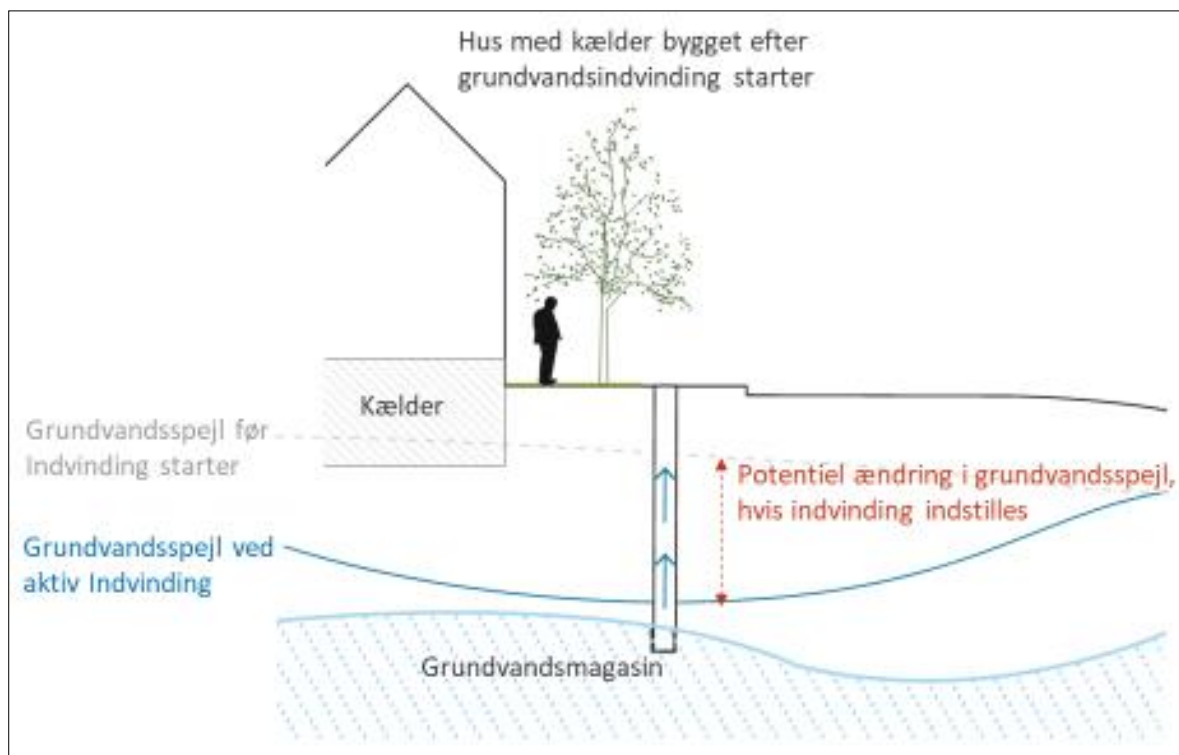 Hus med kælder bygget efter
grundvandsindvinding starter
Kælder
Grundvandsspejl før
Indvinding starter
Potentiel ændring i grundvandsspejl,
hvis indvinding indstilles
Grundvandsspejl ved
aktiv Indvinding
Grundvandsmagasin